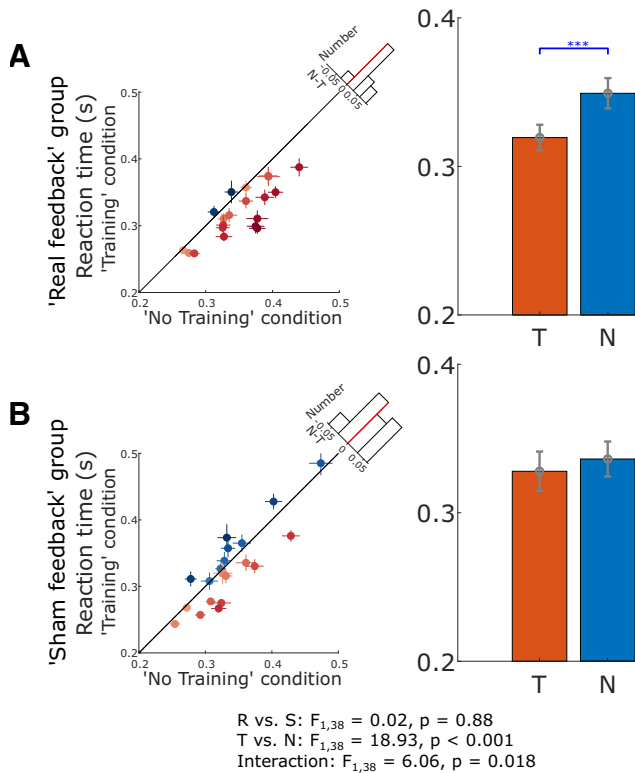 A
'Real feedback' group
Reaction time (s)
'Training' condition
0.5
0.4
0.3
0.2
0.2
0.3
0.4
0.5
'No Training' condition
Number
N-T
-0.05
0
0.05
0.4
0.3
0.2
***
T
N
B
'Sham feedback' group
Reaction time (s)
'Training' condition
0.5
0.4
0.3
0.2
0.2
0.3
0.4
0.5
'No Training' condition
Number
N-T
-0.05
0
0.05
0.4
0.3
0.2
T
N
R vs. S: F1,38 = 0.02, p = 0.88
T vs. N: F1,38 = 18.93, p < 0.001
Interaction: F1,38 = 6.06, p = 0.018